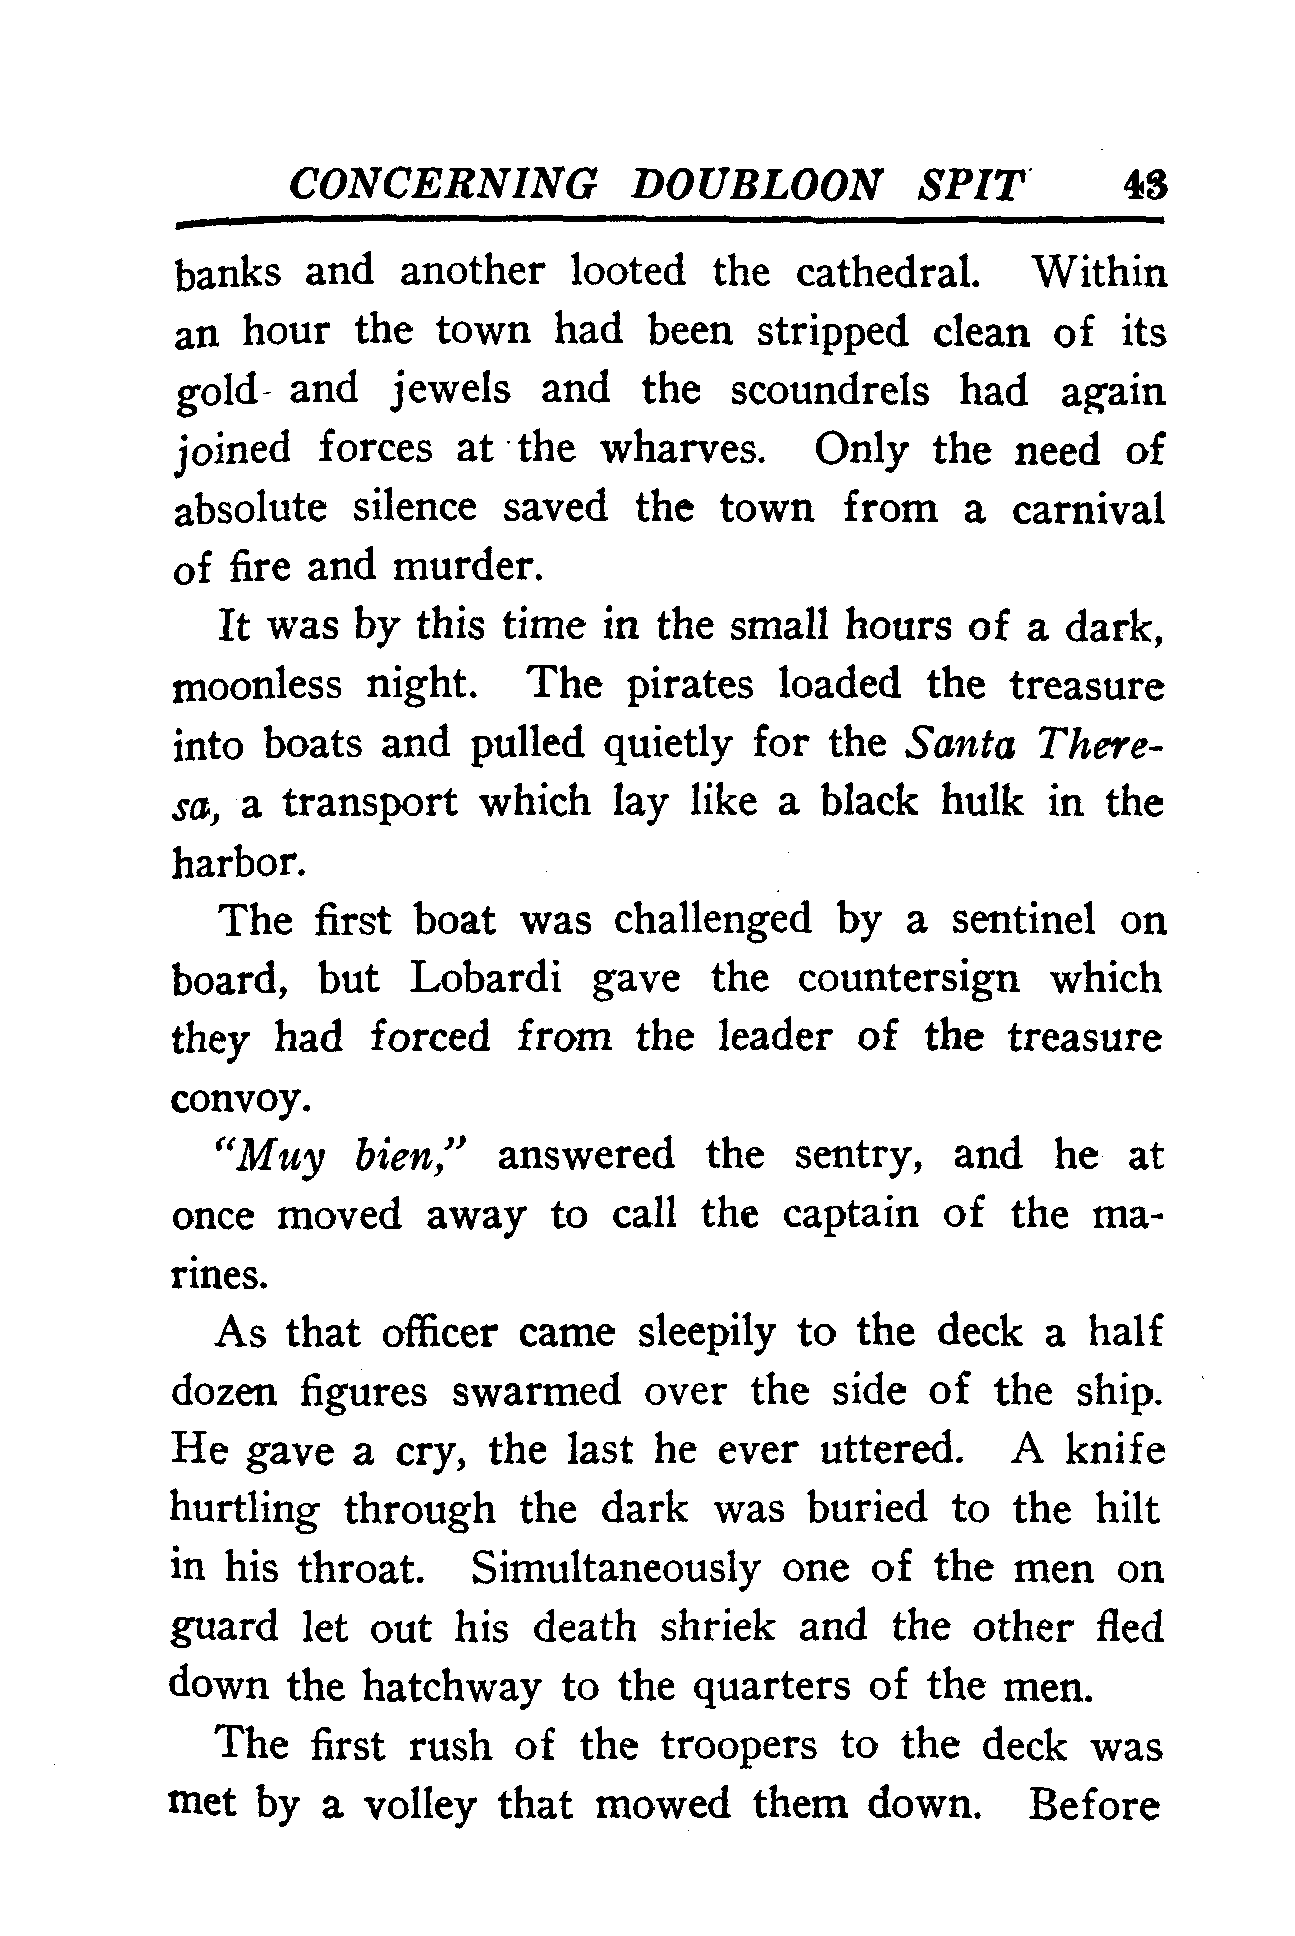 CONCERNING DOUBLOON SPIT 43
banks and another looted the cathedral. Within
an hour the town had been stripped clean of its
gold and jewels and the scoundrels had again
joined forces at the wharves. Only the need of
absolute silence saved the town from a carnival
of fire and murder.
It was by this time in the small hours of a dark,
moonless night. The pirates loaded the treasure
into boats and pulled quietly for the Santa There-
sa, a transport which lay like a black hulk in the
harbor.
The first boat was challenged by a sentinel on
board, but Lobardi gave the countersign which
they had forced from the leader of the treasure
convoy.
"Muy bien," answered the sentry, and he at
once moved away to call the captain of the ma-
rines.
As that officer came sleepily to the deck a half
dozen figures swarmed over the side of the ship.
He gave a cry, the last he ever uttered. A knife
hurtling through the dark was buried to the hilt
in his throat. Simultaneously one of the men on
guard let out his death shriek and the other fled
down the hatchway to the quarters of the men.
The first rush of the troopers to the deck was
met by a volley that mowed them down. Before